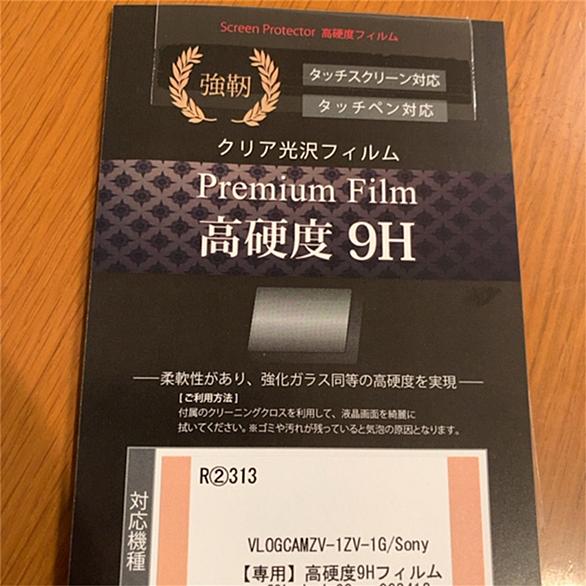 Screen Protector 高硬度フィルム
強靭
タッチスクリーン対応
タッチペン対応
クリア光沢フィルム
Premium Film
高硬度 9H
柔軟性があり、強化ガラス同等の高硬度を実現
[ご利用方法]
付属のクリーニングクロスを利用して、液晶画面を綺麗に
拭いてください。※ゴミや汚れが残っていると気泡の原因となります。
対応機種
R②313
VLOGCAMZV-1ZV-1G/Sony
【専用】高硬度9Hフィルム